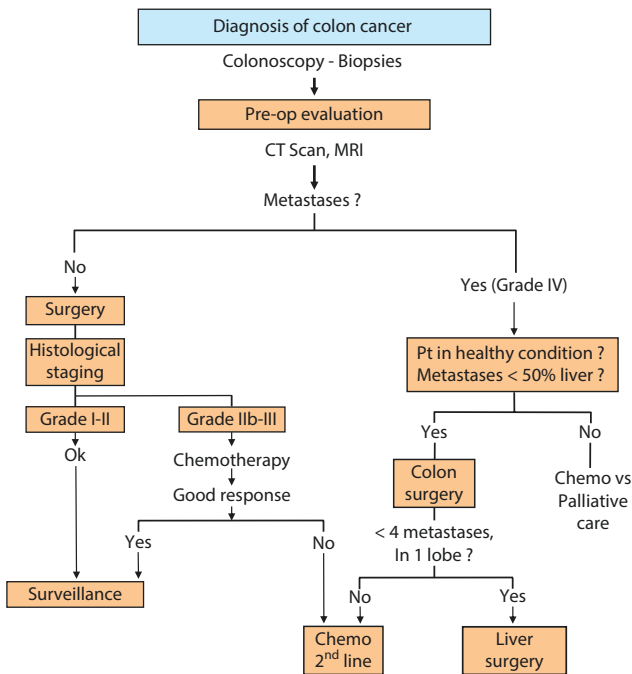 Diagnosis of colon cancer
Colonoscopy - Biopsies
Pre-op evaluation
CT Scan, MRI
Metastases ?
No
Yes (Grade IV)
Surgery
Histological
staging
Pt in healthy condition ?
Metastases < 50% liver ?
Grade I-II
Grade IIb-III
Ok
Chemotherapy
Good response
Yes
No
Yes
No
Colon
surgery
Chemo vs
Palliative
care
< 4 metastases,
In 1 lobe ?
Surveillance
No
Yes
Chemo
2nd line
Liver
surgery